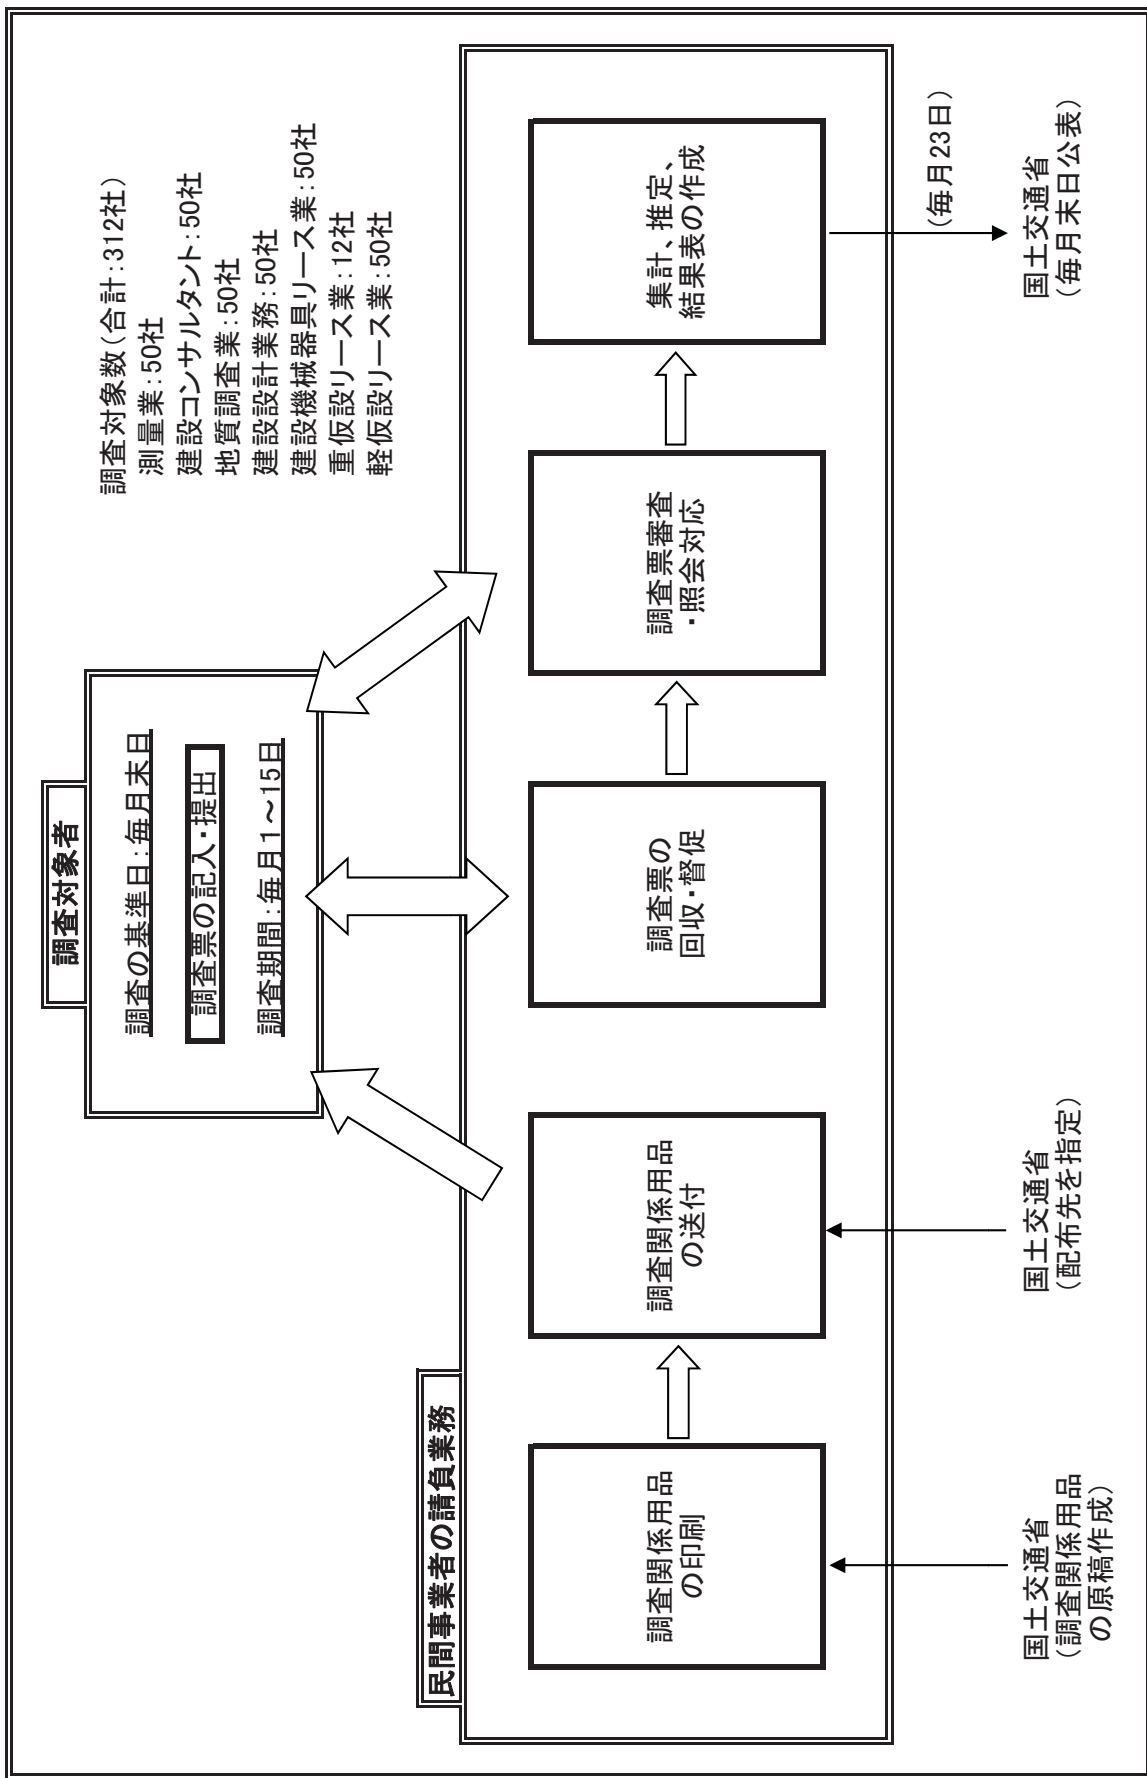 調査対象者
調査の基準日:毎月末日
調査票の記入・提出
調査期間:毎月1～15日
調査対象数(合計:312社)
測量業:50社
建設コンサルタント:50社
地質調査業:50社
建設設計業務:50社
建設機械器具リース業:50社
重仮設リース業:12社
軽仮設リース業:50社
民間事業者の請負業務
調査関係用品
の印刷
調査関係用品
の送付
調査票の
回収・督促
調査票審査
・照会対応
集計、推定、
結果表の作成
国土交通省
(調査関係用品
の原稿作成)
国土交通省
(配布先を指定)
(毎月23日)
国土交通省
(毎月末日公表)